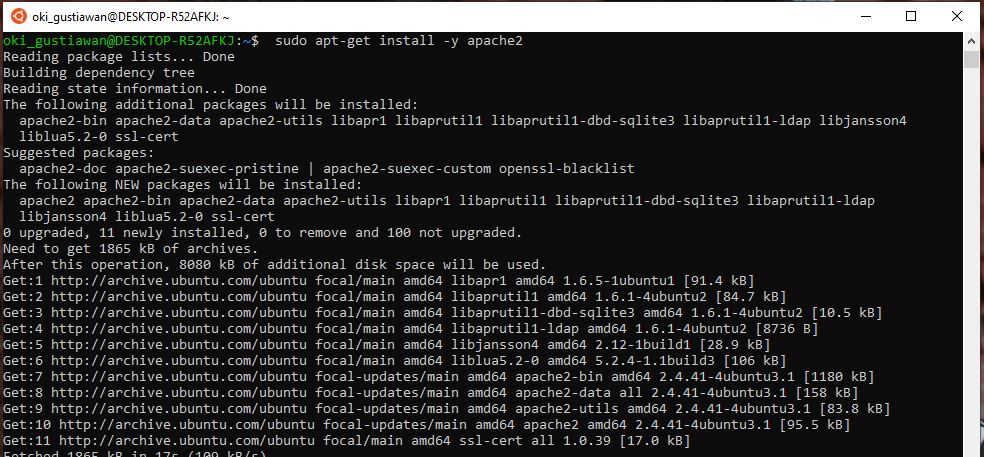 oki_gustiawan@DESKTOP-R52AFKJ: ~
oki_gustiawan@DESKTOP-R52AFKJ:~$  sudo apt-get install -y apache2
Reading package lists... Done
Building dependency tree
Reading state information... Done
The following additional packages will be installed:
  apache2-bin apache2-data apache2-utils libapr1 libaprutil1 libaprutil1-dbd-sqlite3 libaprutil1-ldap libjansson4
  liblua5.2-0 ssl-cert
Suggested packages:
  apache2-doc apache2-suexec-pristine | apache2-suexec-custom openssl-blacklist
The following NEW packages will be installed:
  apache2 apache2-bin apache2-data apache2-utils libapr1 libaprutil1 libaprutil1-dbd-sqlite3 libaprutil1-ldap
  libjansson4 liblua5.2-0 ssl-cert
0 upgraded, 11 newly installed, 0 to remove and 100 not upgraded.
Need to get 1865 kB of archives.
After this operation, 8080 kB of additional disk space will be used.
Get:1 http://archive.ubuntu.com/ubuntu focal/main amd64 libapr1 amd64 1.6.5-1ubuntu1 [91.4 kB]
Get:2 http://archive.ubuntu.com/ubuntu focal/main amd64 libaprutil1 amd64 1.6.1-4ubuntu2 [84.7 kB]
Get:3 http://archive.ubuntu.com/ubuntu focal/main amd64 libaprutil1-dbd-sqlite3 amd64 1.6.1-4ubuntu2 [10.5 kB]
Get:4 http://archive.ubuntu.com/ubuntu focal/main amd64 libaprutil1-ldap amd64 1.6.1-4ubuntu2 [8736 B]
Get:5 http://archive.ubuntu.com/ubuntu focal/main amd64 libjansson4 amd64 2.12-1build1 [28.9 kB]
Get:6 http://archive.ubuntu.com/ubuntu focal/main amd64 liblua5.2-0 amd64 5.2.4-1.1build3 [106 kB]
Get:7 http://archive.ubuntu.com/ubuntu focal-updates/main amd64 apache2-bin amd64 2.4.41-4ubuntu3.1 [1180 kB]
Get:8 http://archive.ubuntu.com/ubuntu focal-updates/main amd64 apache2-data all 2.4.41-4ubuntu3.1 [158 kB]
Get:9 http://archive.ubuntu.com/ubuntu focal-updates/main amd64 apache2-utils amd64 2.4.41-4ubuntu3.1 [83.8 kB]
Get:10 http://archive.ubuntu.com/ubuntu focal-updates/main amd64 apache2 amd64 2.4.41-4ubuntu3.1 [95.5 kB]
Get:11 http://archive.ubuntu.com/ubuntu focal/main amd64 ssl-cert all 1.0.39 [17.0 kB]
Fetched 1865 kB in 17s (109 kB/s)